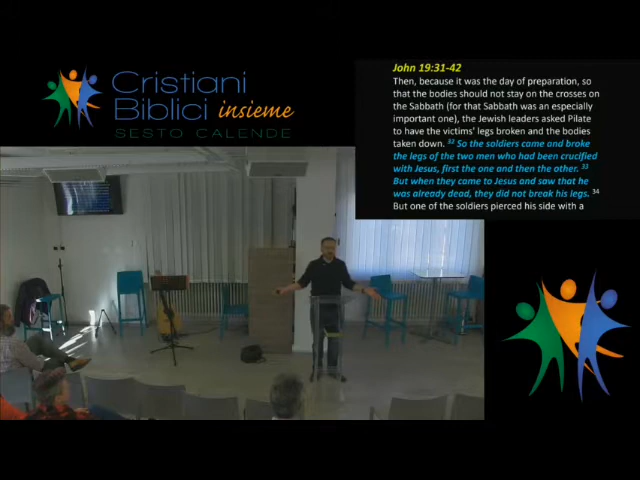 Cristiani
Biblici insieme
SESTO CALENDE
John 19:31-42
Then, because it was the day of preparation, so
that the bodies should not stay on the crosses on
the Sabbath (for that Sabbath was an especially
important one), the Jewish leaders asked Pilate
to have the victims' legs broken and the bodies
taken down. 32 So the soldiers came and broke
the legs of the two men who had been crucified
with Jesus, first the one and then the other. 33
But when they came to Jesus and saw that he
was already dead, they did not break his legs. 34
But one of the soldiers pierced his side with a